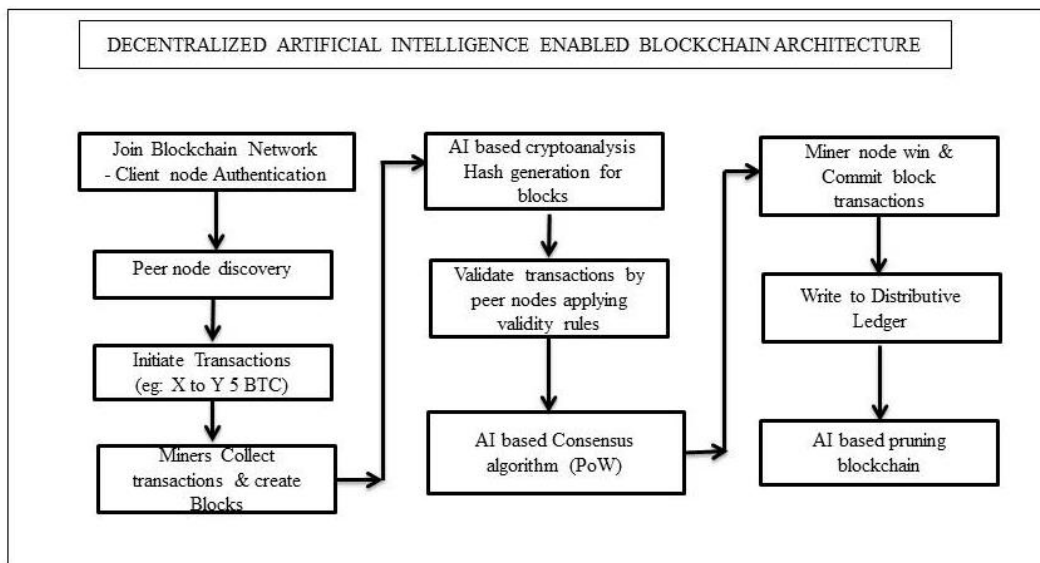 DECENTRALIZED ARTIFICIAL INTELLIGENCE ENABLED BLOCKCHAIN ARCHITECTURE
Join Blockchain Network
- Client node Authentication
Peer node discovery
Initiate Transactions
(eg: X to Y 5 BTC)
Miners Collect
transactions & create
Blocks
AI based cryptoanalysis
Hash generation for
blocks
Validate transactions by
peer nodes applying
validity rules
AI based Consensus
algorithm (PoW)
Miner node win &
Commit block
transactions
Write to Distributive
Ledger
AI based pruning
blockchain